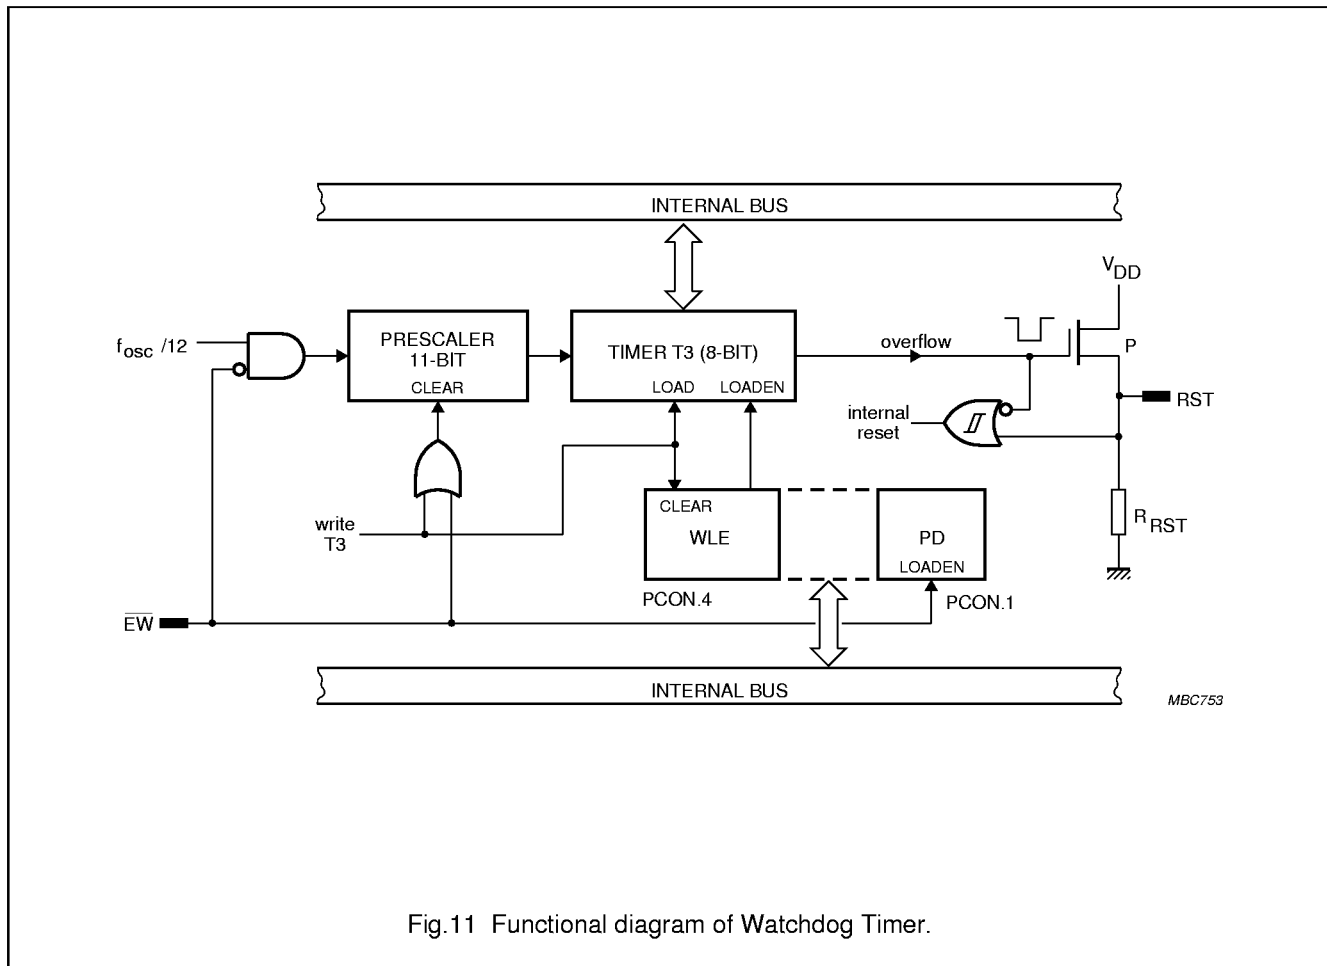 INTERNAL BUS
VDD
fosc /12
PRESCALER
11-BIT
CLEAR
TIMER T3 (8-BIT)
LOAD
LOADEN
overflow
P
RST
internal
reset
write
T3
CLEAR
WLE
PD
LOADEN
RRST
PCON.4
PCON.1
EW
INTERNAL BUS
MBC753
Fig.11 Functional diagram of Watchdog Timer.